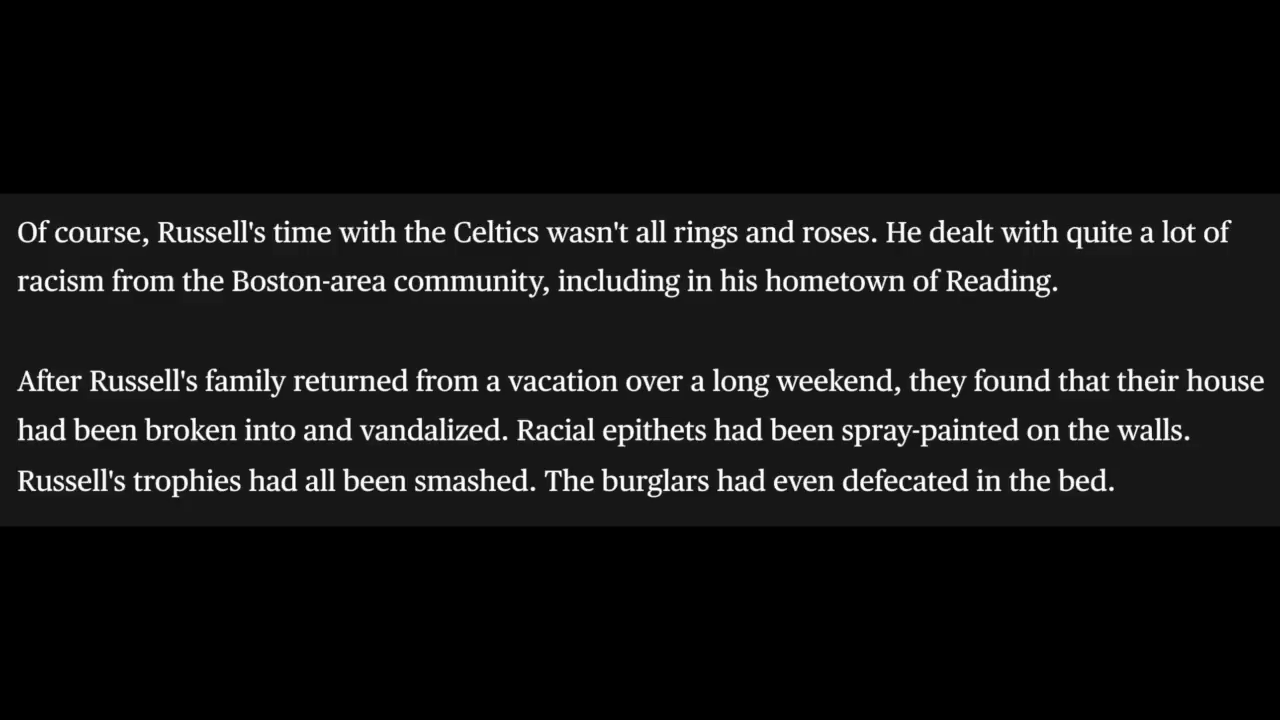 Of course, Russell's time with the Celtics wasn't all rings and roses. He dealt with quite a lot of
racism from the Boston-area community, including in his hometown of Reading.
After Russell's family returned from a vacation over a long weekend, they found that their house
had been broken into and vandalized. Racial epithets had been spray-painted on the walls.
Russell's trophies had all been smashed. The burglars had even defecated in the bed.